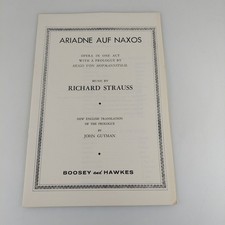 ARIADNE AUF NAXOS
OPERA IN ONE ACT
WITH A PRELUDE BY
HUGO VON HOFMANNSTHAL
MUSIC BY
RICHARD STRAUSS
NEW ENGLISH TRANSLATION
OF THE PROLOGUE
BY
JOHN GUTMAN
BOOSEY and HAWKES